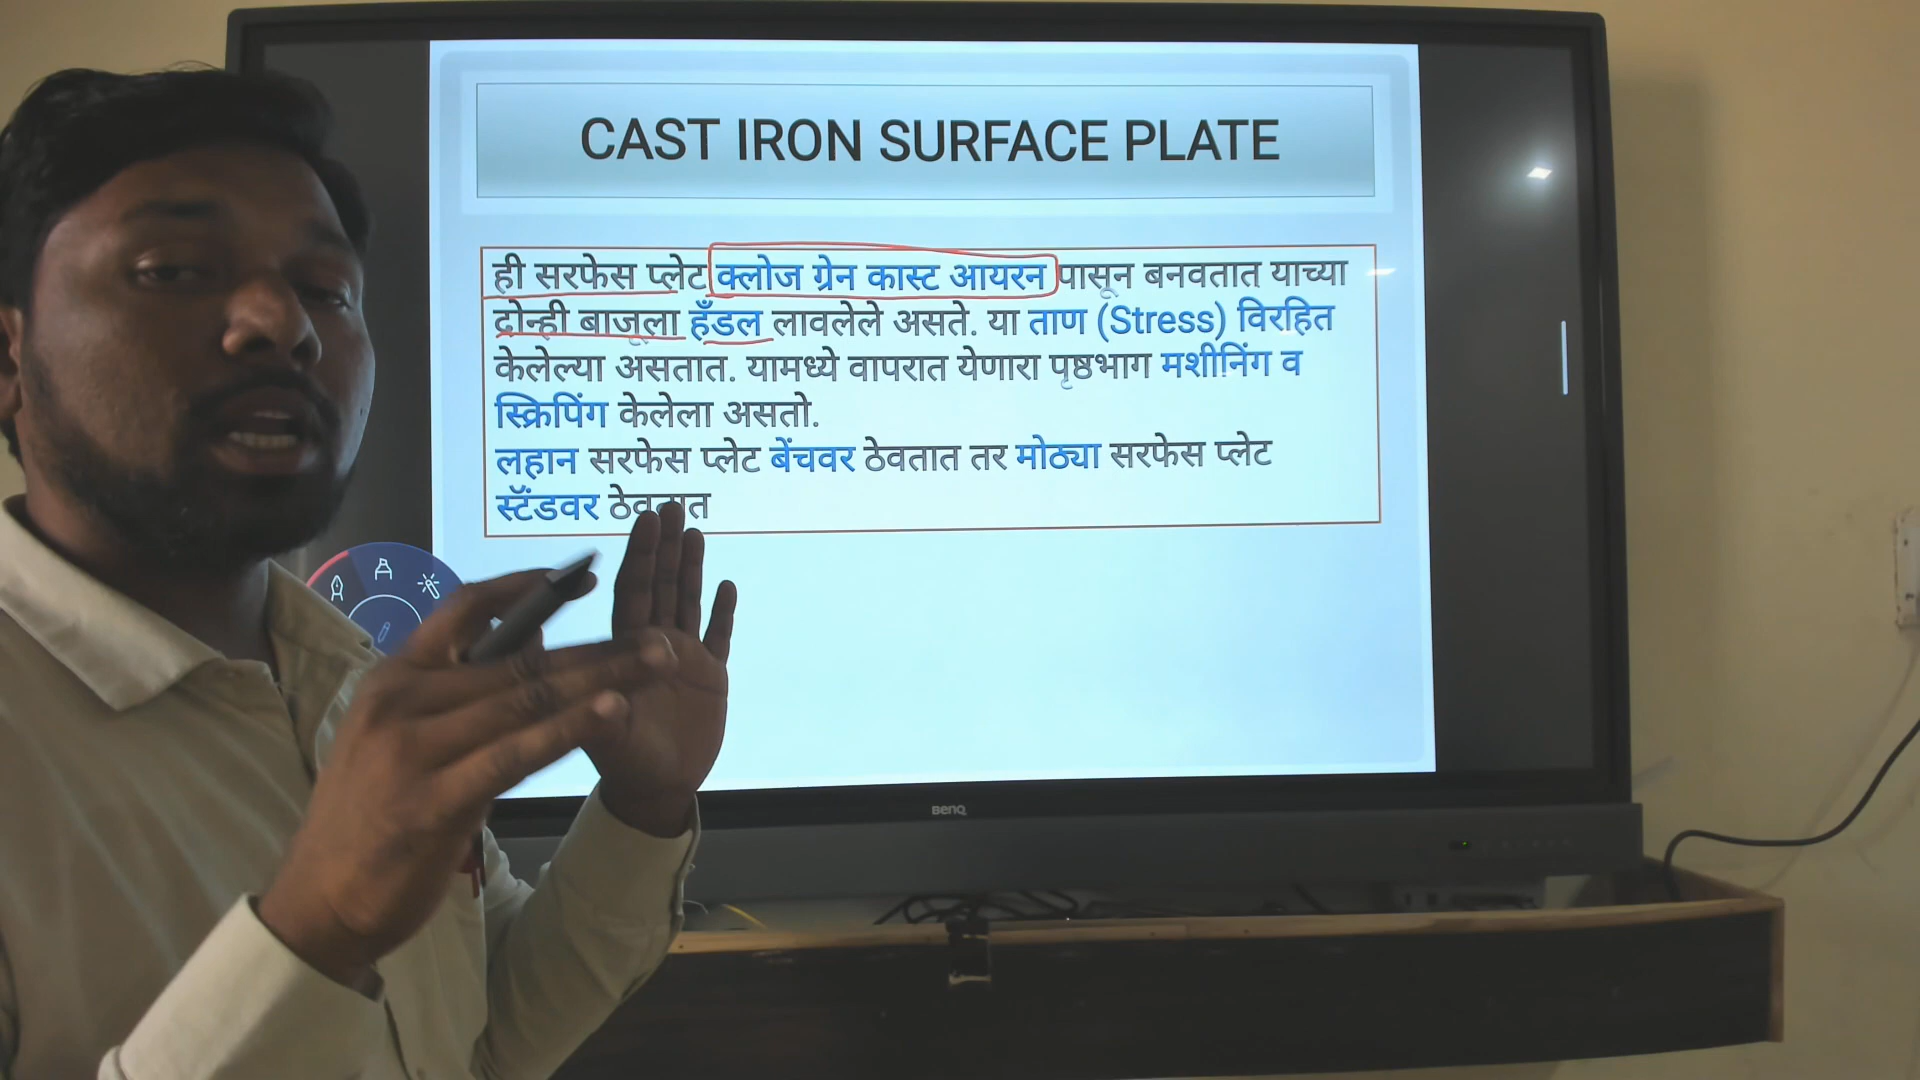 CAST IRON SURFACE PLATE
ही सरफेस प्लेट क्लोज ग्रेन कास्ट आयरन पासून बनवतात याच्या
दोन्ही बाजूला हँडल लावलेले असते. या ताण (Stress) विरहित
केलेल्या असतात. यामध्ये वापरात येणारा पृष्ठभाग मशीनिंग व
स्क्रिपिंग केलेला असतो.
लहान सरफेस प्लेट बेंचवर ठेवतात तर मोठ्या सरफेस प्लेट
स्टॅंडवर ठेवतात
BenQ